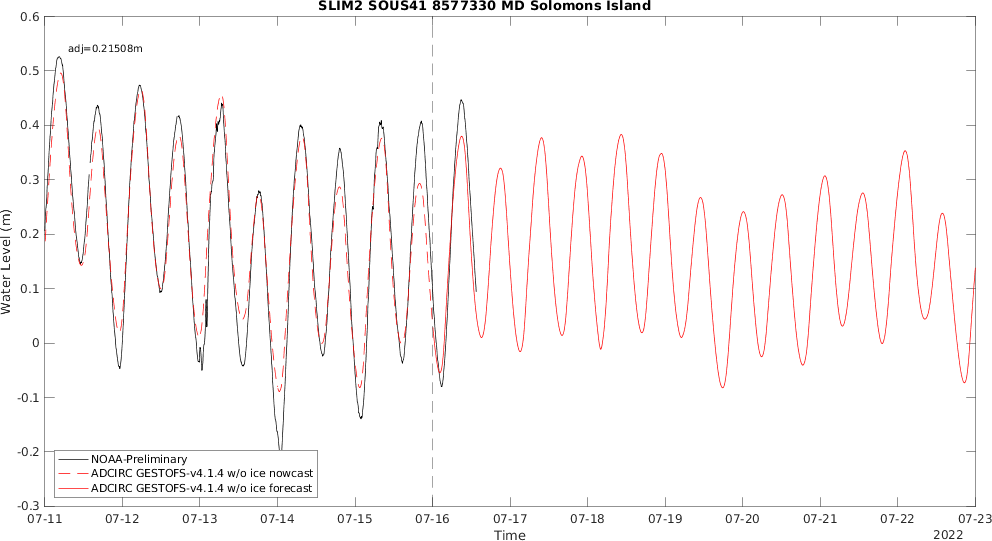 SLIM2 SOUS41 8577330 MD Solomons Island
adj=0.21508m
0.6
0.5
0.4
0.3
0.2
0.1
0
-0.1
-0.2
-0.3
Water Level (m)
NOAA-Preliminary
ADCIRC GESTOFS-v4.1.4 w/o ice nowcast
ADCIRC GESTOFS-v4.1.4 w/o ice forecast
07-11 07-12 07-13 07-14 07-15 07-16 07-17 07-18 07-19 07-20 07-21 07-22 07-23
Time
2022